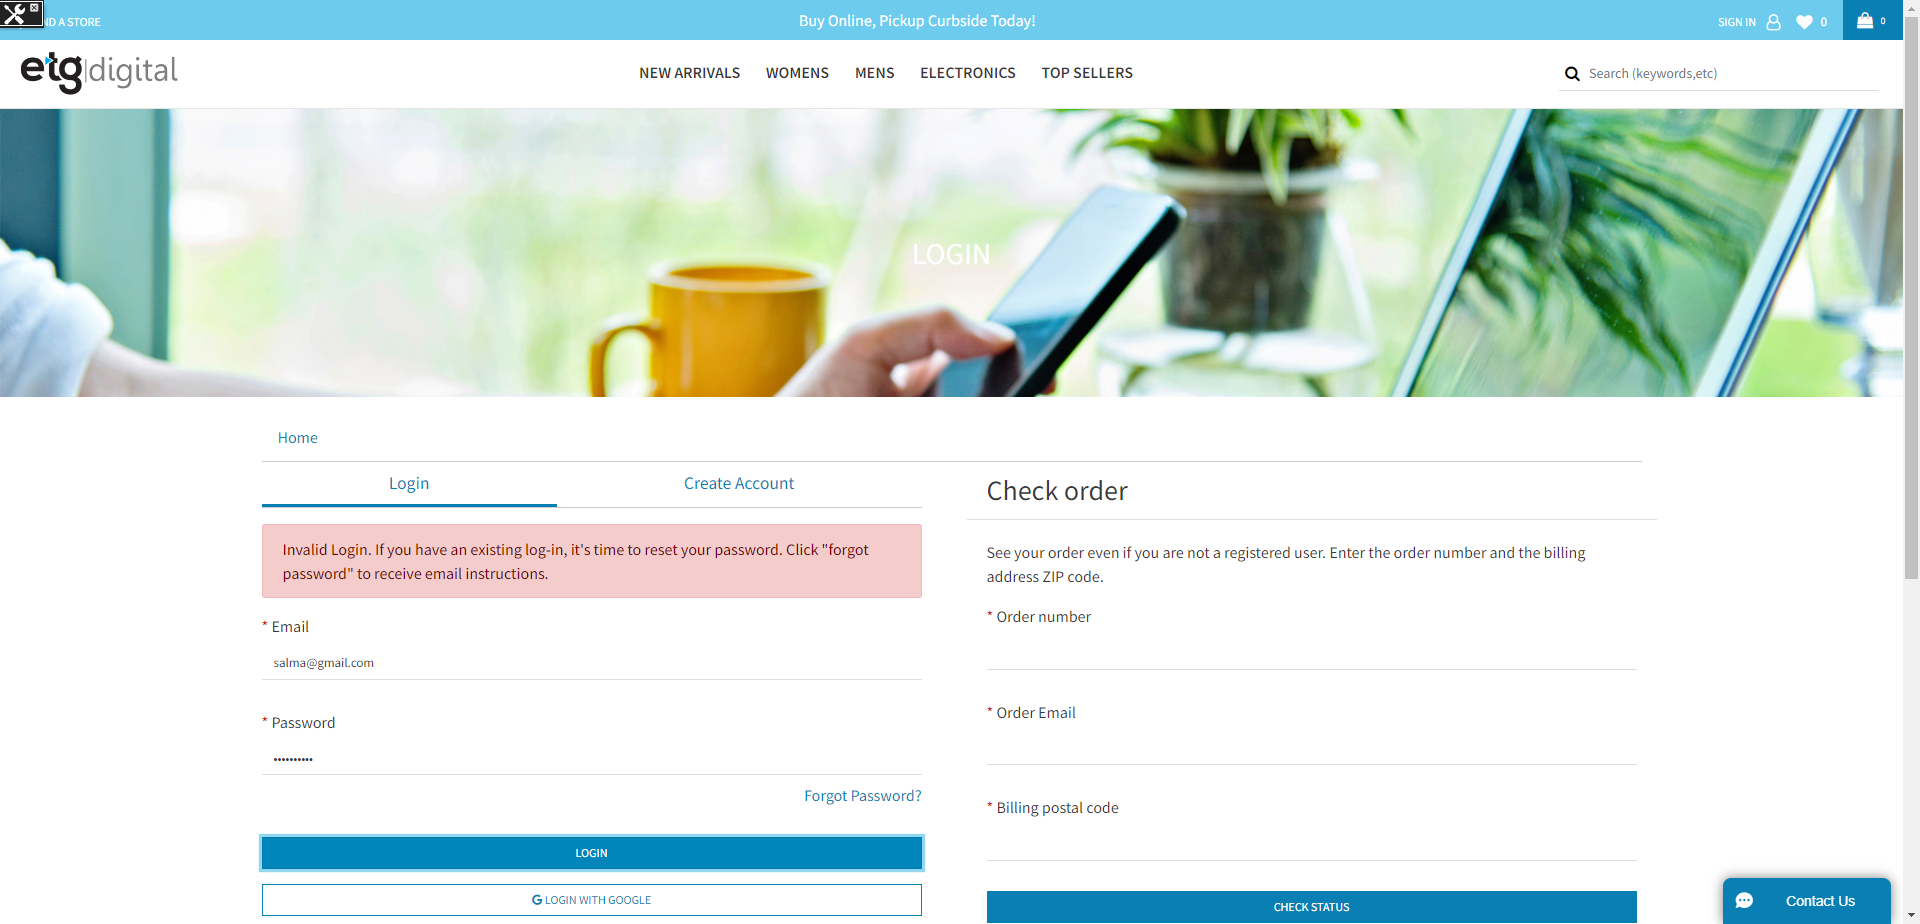 ND A STORE
Buy Online, Pickup Curbside Today!
SIGN IN 0 0
etg|digital
NEW ARRIVALS WOMENS MENS ELECTRONICS TOP SELLERS
Search (keywords,etc)
LOGIN
Home
Login Create Account
Invalid Login. If you have an existing log-in, it's time to reset your password. Click "forgot
password" to receive email instructions.
* Email
salma@gmail.com
* Password
••••••••••
Forgot Password?
LOGIN
G LOGIN WITH GOOGLE
Check order
See your order even if you are not a registered user. Enter the order number and the billing
address ZIP code.
* Order number
* Order Email
* Billing postal code
CHECK STATUS
Contact Us